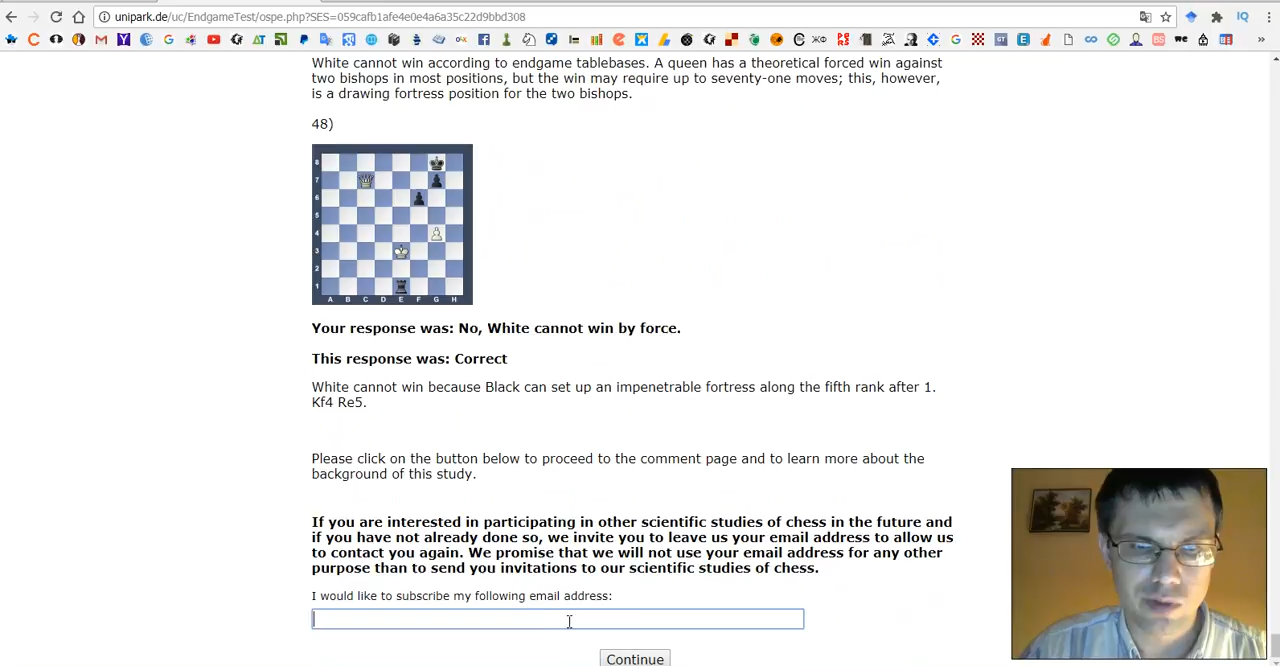 unipark.de/uc/EndgameTest/ospe.php?SES=059cafb1afe4e0e4a6a35c22d9bbd308
White cannot win according to endgame tablebases. A queen has a theoretical forced win against
two bishops in most positions, but the win may require up to seventy-one moves; this, however,
is a drawing fortress position for the two bishops.
48)
8
7
6
5
4
3
2
1
A B C D E F G H
Your response was: No, White cannot win by force.
This response was: Correct
White cannot win because Black can set up an impenetrable fortress along the fifth rank after 1.
Kf4 Re5.
Please click on the button below to proceed to the comment page and to learn more about the
background of this study.
If you are interested in participating in other scientific studies of chess in the future and
if you have not already done so, we invite you to leave us your email address to allow us
to contact you again. We promise that we will not use your email address for any other
purpose than to send you invitations to our scientific studies of chess.
I would like to subscribe my following email address:
Continue